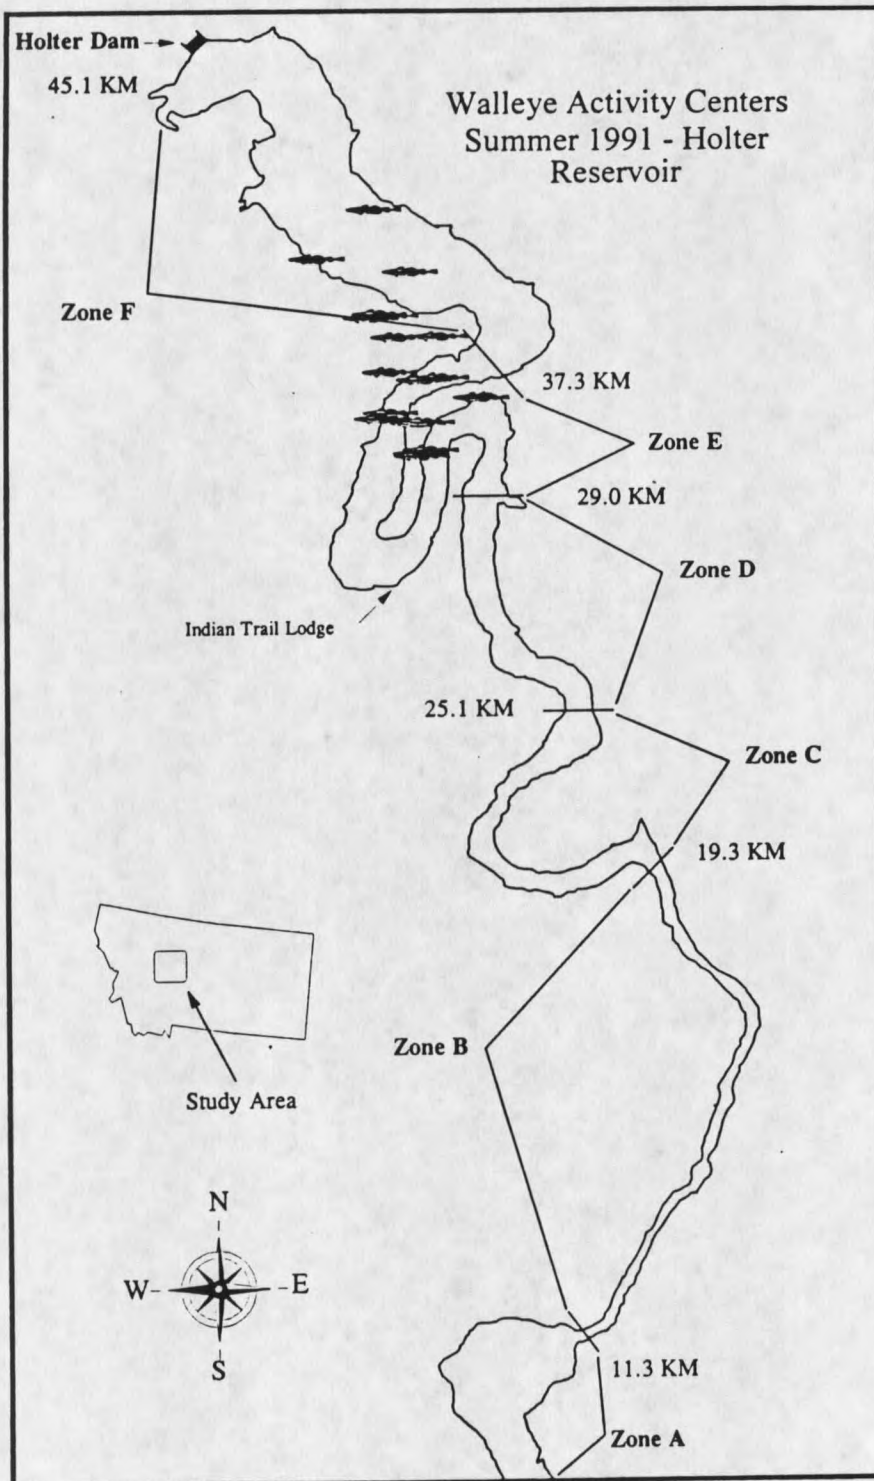 Holter Dam
45.1 KM
Walleye Activity Centers
Summer 1991 - Holter
Reservoir
Zone F
37.3 KM
Zone E
29.0 KM
Zone D
Indian Trail Lodge
25.1 KM
Zone C
19.3 KM
Zone B
Study Area
N
W
E
S
11.3 KM
Zone A